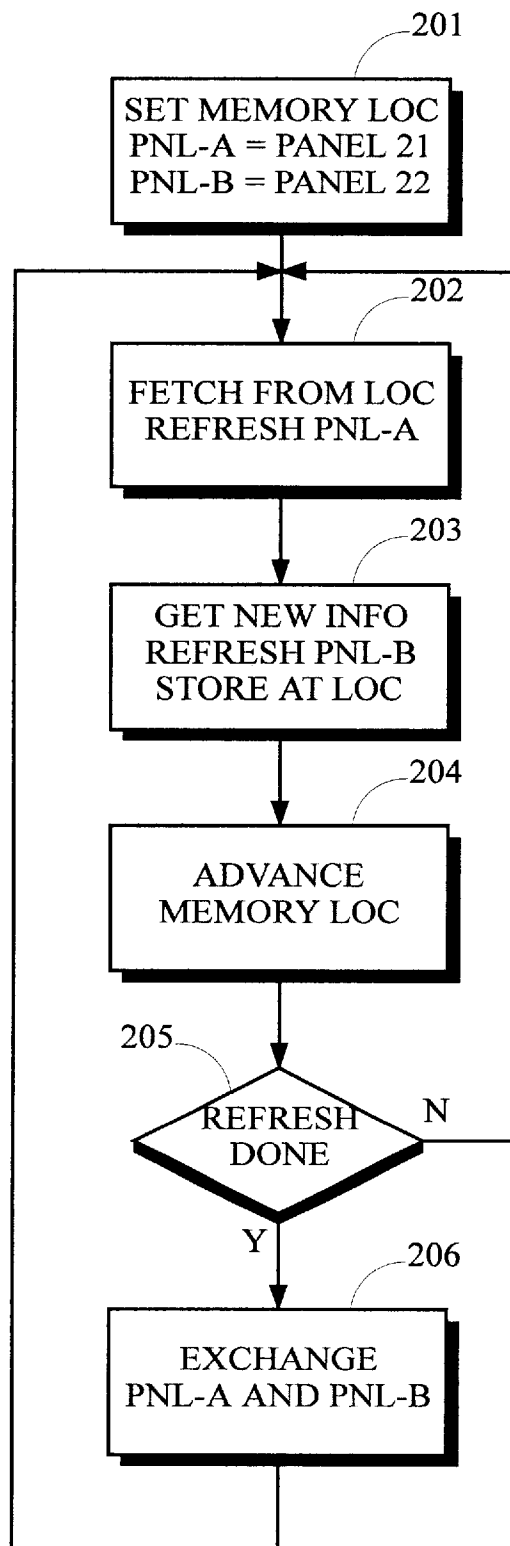 201
SET MEMORY LOC
PNL-A = PANEL 21
PNL-B = PANEL 22
202
FETCH FROM LOC
REFRESH PNL-A
203
GET NEW INFO
REFRESH PNL-B
STORE AT LOC
204
ADVANCE
MEMORY LOC
205
REFRESH
DONE
N
Y
206
EXCHANGE
PNL-A AND PNL-B